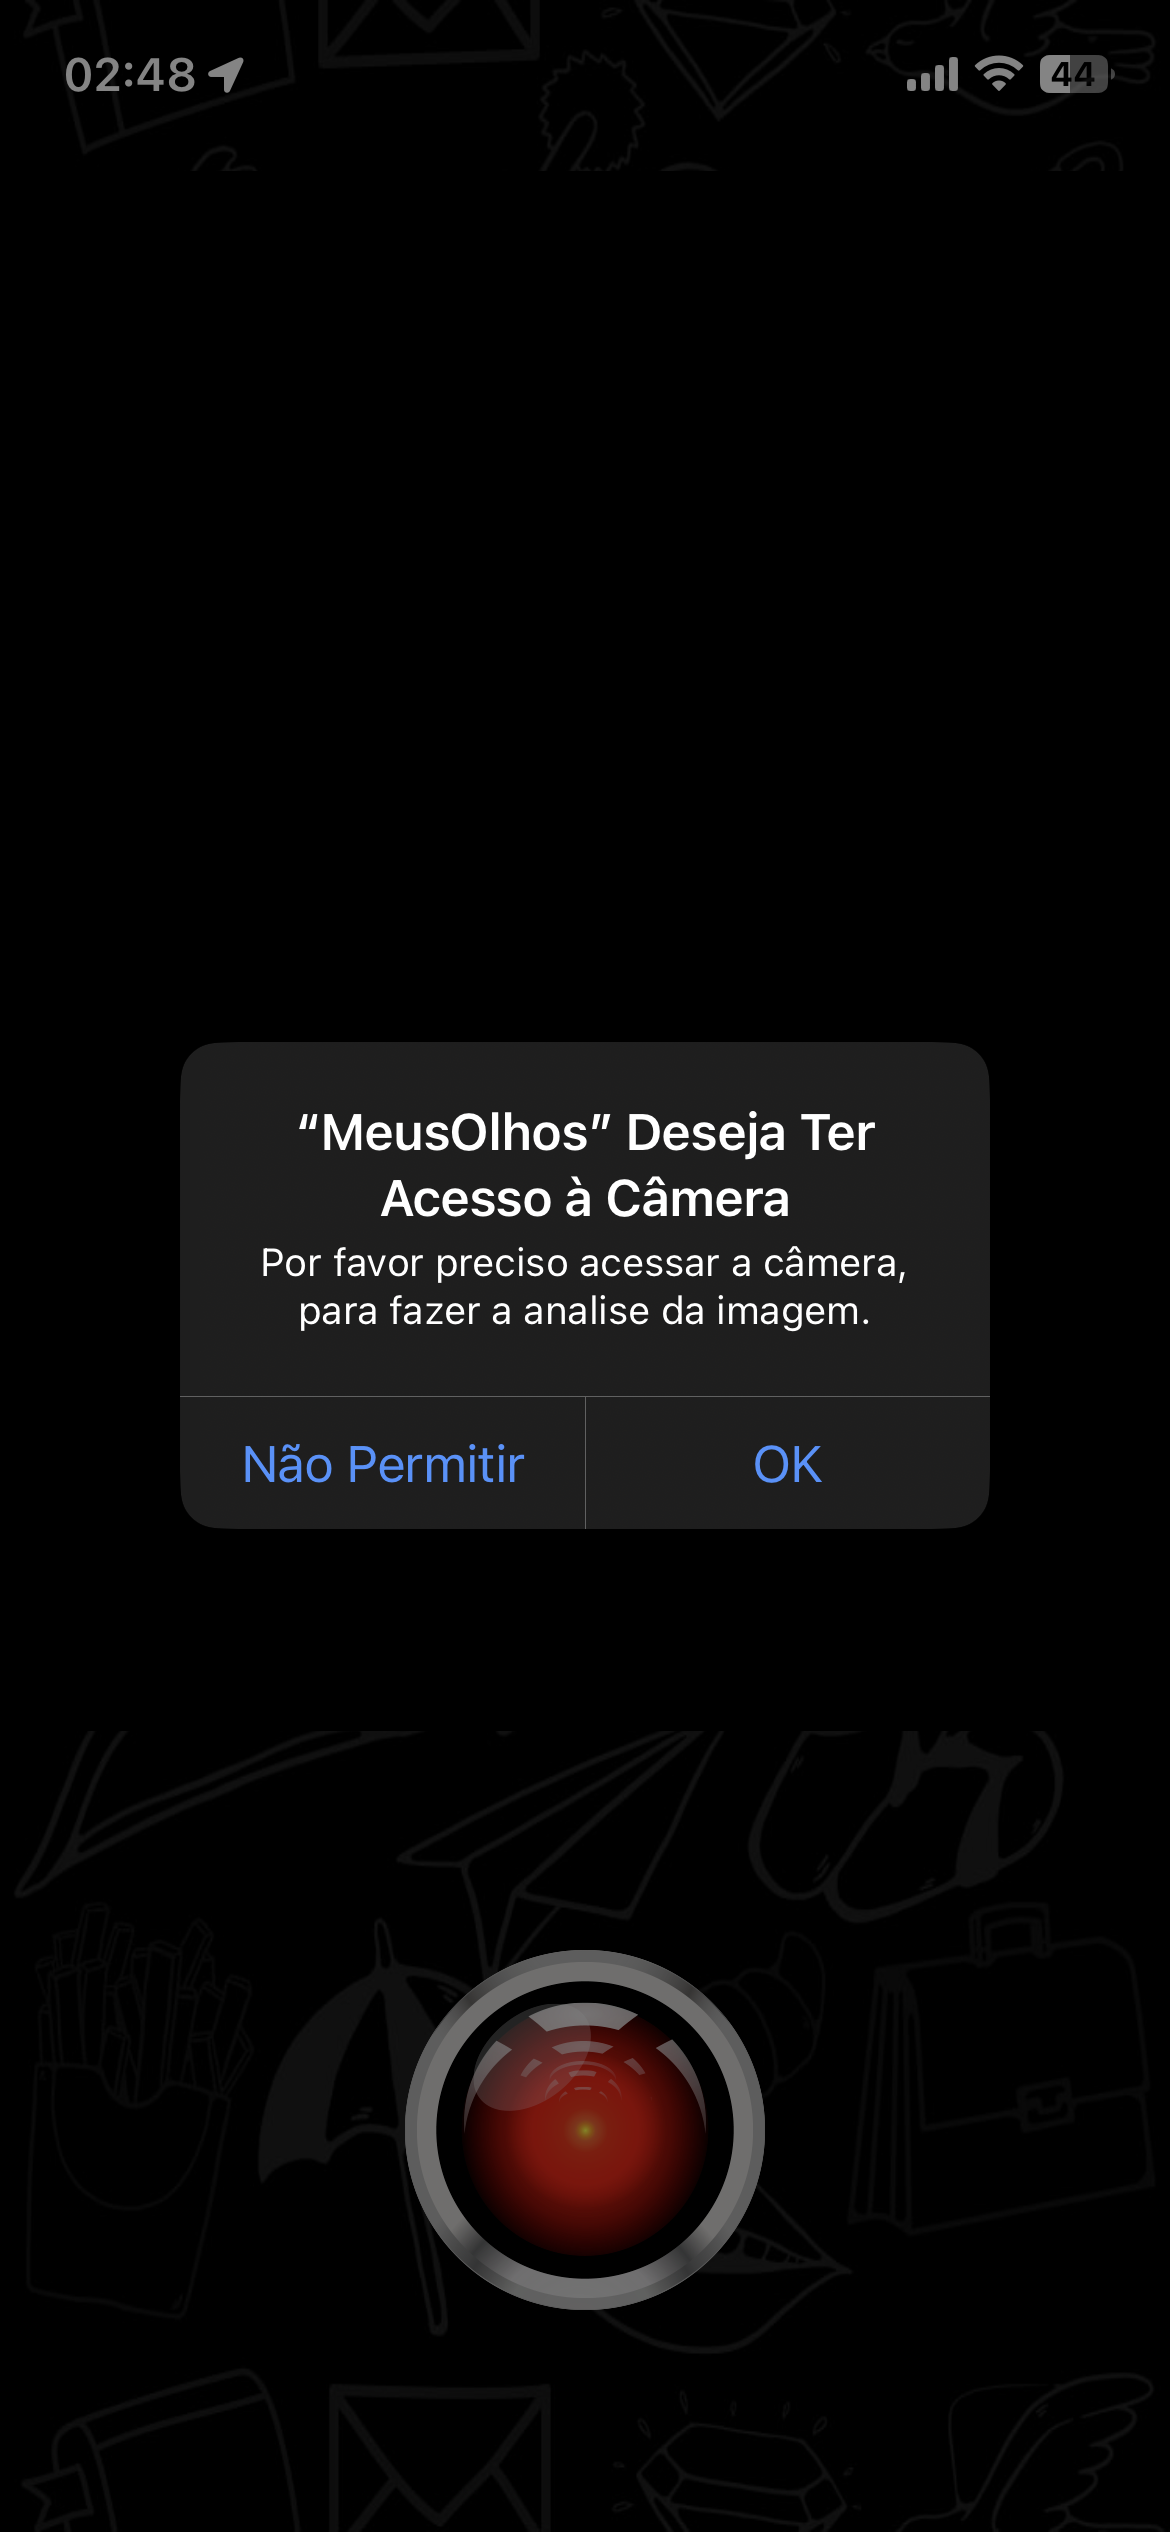 02:48
44
“MeusOlhos” Deseja Ter
Acesso à Câmera
Por favor preciso acessar a câmera,
para fazer a analise da imagem.
Não Permitir
OK